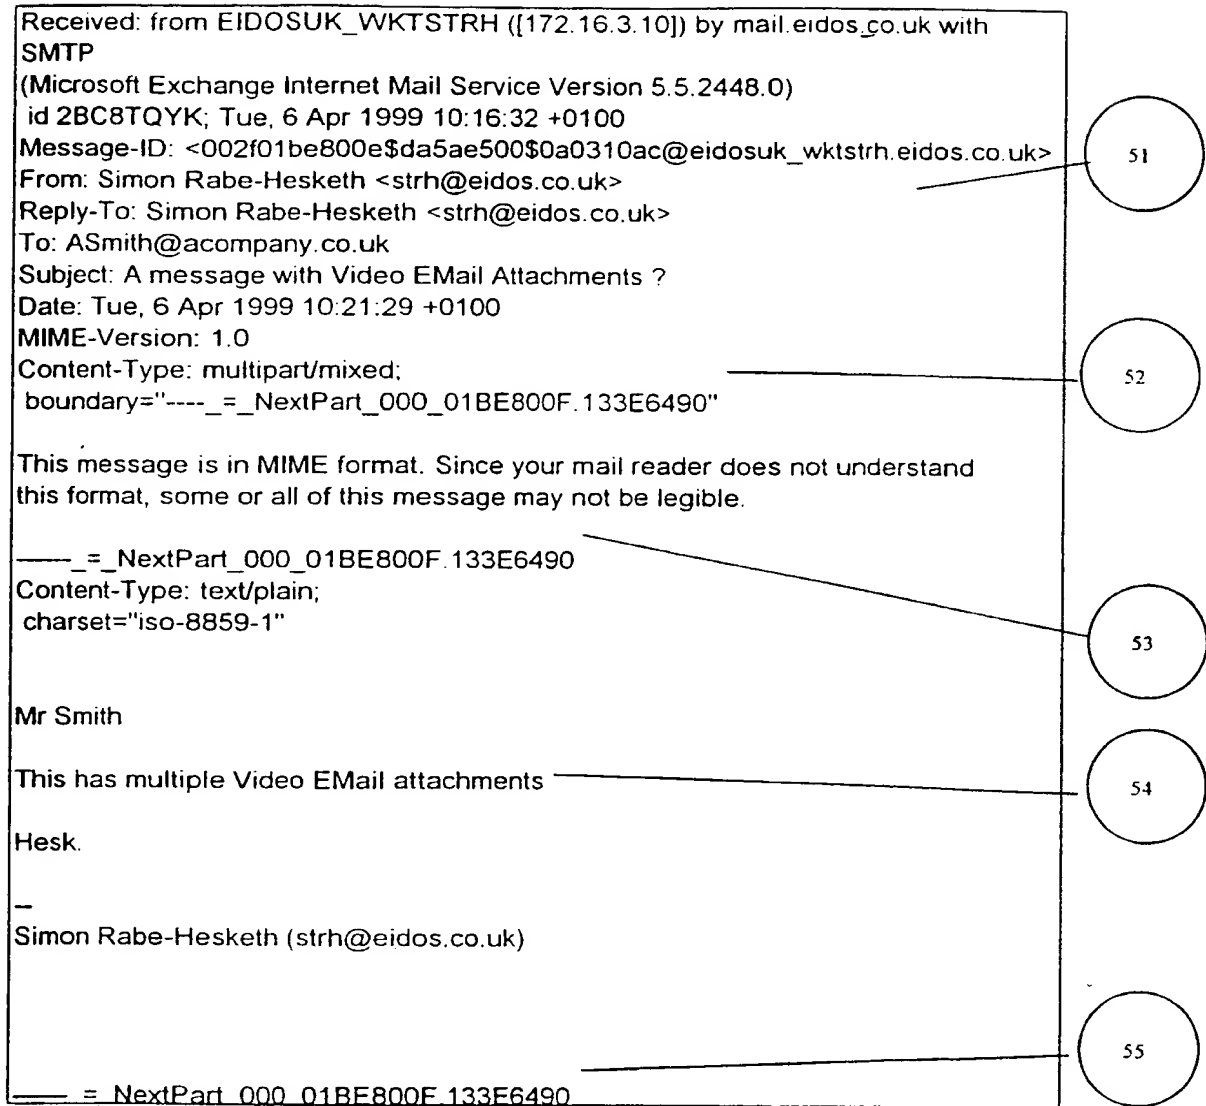 Received: from EIDOSUK_WKTSTRH ([172.16.3.10]) by mail.eidos.co.uk with
SMTP
(Microsoft Exchange Internet Mail Service Version 5.5.2448.0)
id 2BC8TQYK; Tue, 6 Apr 1999 10:16:32 +0100
Message-ID: <002f01be800e$da5ae500$0a0310ac@eidosuk_wktstrh.eidos.co.uk>
51
From: Simon Rabe-Hesketh <strh@eidos.co.uk>
Reply-To: Simon Rabe-Hesketh <strh@eidos.co.uk>
To: ASmith@acompany.co.uk
Subject: A message with Video EMail Attachments ?
Date: Tue, 6 Apr 1999 10:21:29 +0100
MIME-Version: 1.0
Content-Type: multipart/mixed;
52
boundary="----_=_NextPart_000_01BE800F.133E6490"
This message is in MIME format. Since your mail reader does not understand
this format, some or all of this message may not be legible.
------_=_NextPart_000_01BE800F.133E6490
Content-Type: text/plain;
charset="iso-8859-1"
53
Mr Smith
This has multiple Video EMail attachments
54
Hesk.
--
Simon Rabe-Hesketh (strh@eidos.co.uk)
55
------_=_NextPart_000_01BE800F.133E6490